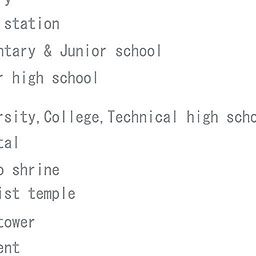 station
ntary & Junior school
r high school
rsity,College,Technical high scho
tal
o shrine
ist temple
tower
ent